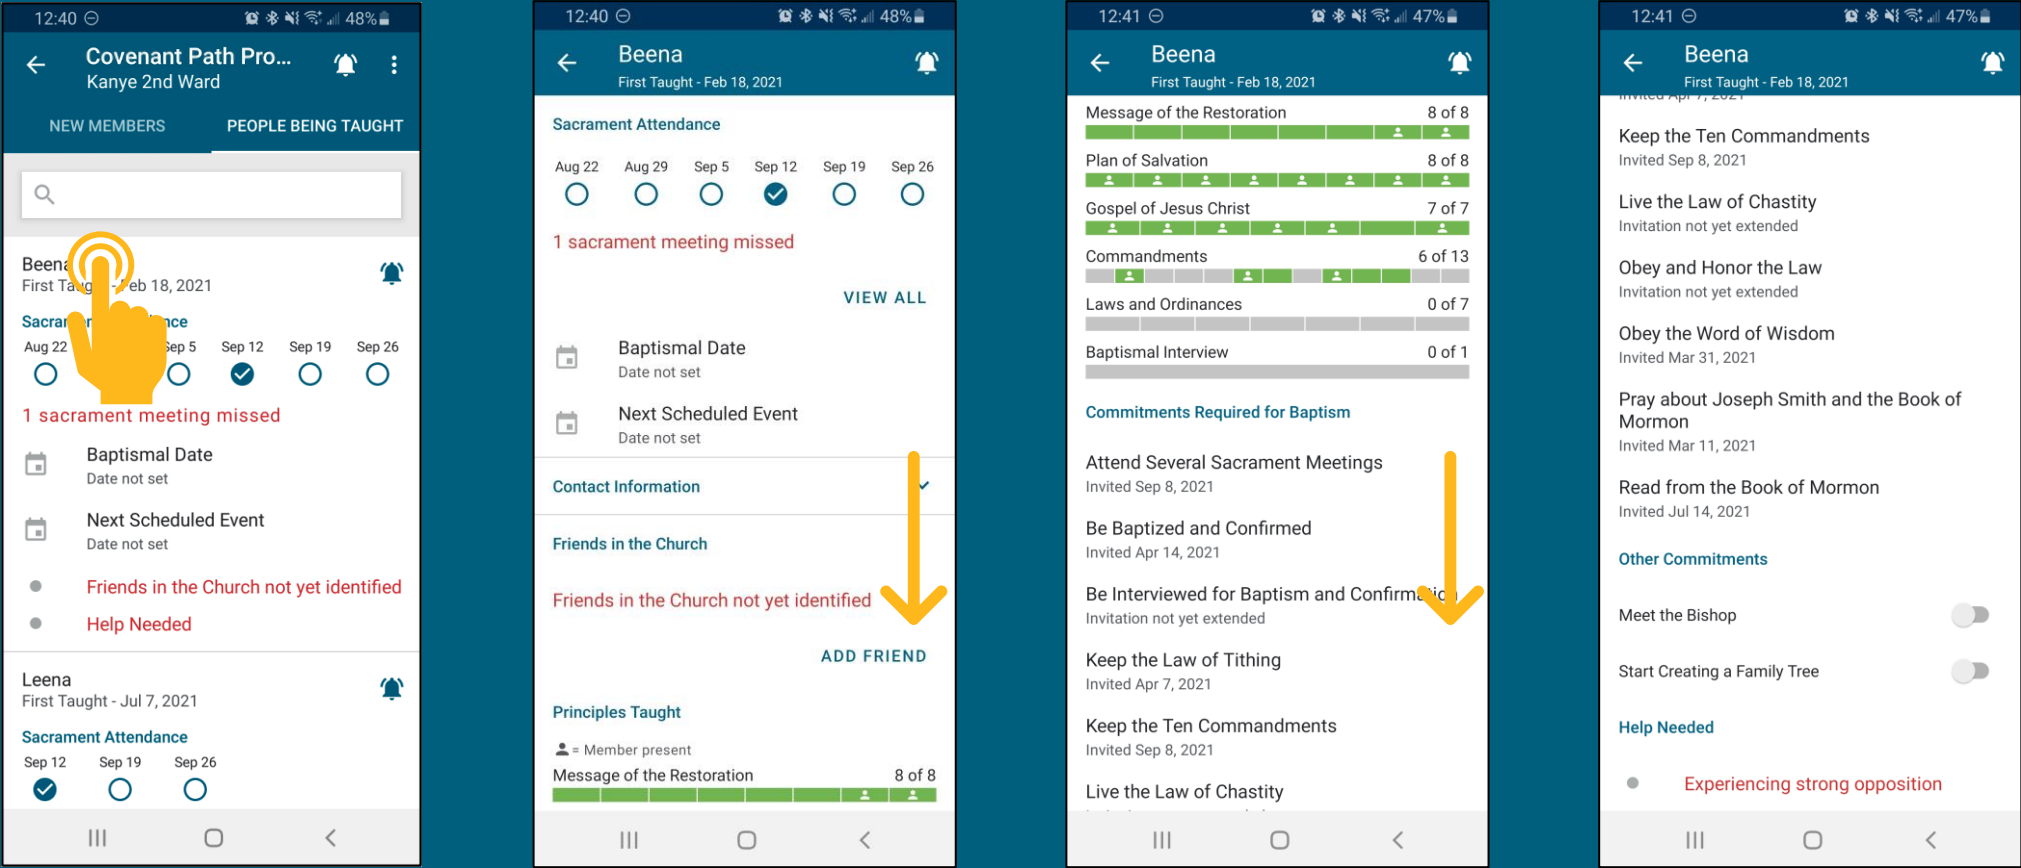 12:40
48%
Covenant Path Pro...
Kanye 2nd Ward
NEW MEMBERS
PEOPLE BEING TAUGHT
Beena
First Taught - Feb 18, 2021
Sacrament Attendance
Aug 22 Sep 5 Sep 12 Sep 19 Sep 26
1 sacrament meeting missed
Baptismal Date
Date not set
Next Scheduled Event
Date not set
Friends in the Church not yet identified
Help Needed
Leena
First Taught - Jul 7, 2021
Sacrament Attendance
Sep 12 Sep 19 Sep 26
12:40
48%
Beena
First Taught - Feb 18, 2021
Sacrament Attendance
Aug 22 Aug 29 Sep 5 Sep 12 Sep 19 Sep 26
1 sacrament meeting missed
VIEW ALL
Baptismal Date
Date not set
Next Scheduled Event
Date not set
Contact Information
Friends in the Church
Friends in the Church not yet identified
ADD FRIEND
Principles Taught
= Member present
Message of the Restoration 8 of 8
12:41
47%
Beena
First Taught - Feb 18, 2021
Message of the Restoration 8 of 8
Plan of Salvation 8 of 8
Gospel of Jesus Christ 7 of 7
Commandments 6 of 13
Laws and Ordinances 0 of 7
Baptismal Interview 0 of 1
Commitments Required for Baptism
Attend Several Sacrament Meetings
Invited Sep 8, 2021
Be Baptized and Confirmed
Invited Apr 14, 2021
Be Interviewed for Baptism and Confirmation
Invitation not yet extended
Keep the Law of Tithing
Invited Apr 7, 2021
Keep the Ten Commandments
Invited Sep 8, 2021
Live the Law of Chastity
12:41
47%
Beena
First Taught - Feb 18, 2021
Invited Apr 7, 2021
Keep the Ten Commandments
Invited Sep 8, 2021
Live the Law of Chastity
Invitation not yet extended
Obey and Honor the Law
Invitation not yet extended
Obey the Word of Wisdom
Invited Mar 31, 2021
Pray about Joseph Smith and the Book of
Mormon
Invited Mar 11, 2021
Read from the Book of Mormon
Invited Jul 14, 2021
Other Commitments
Meet the Bishop
Start Creating a Family Tree
Help Needed
Experiencing strong opposition